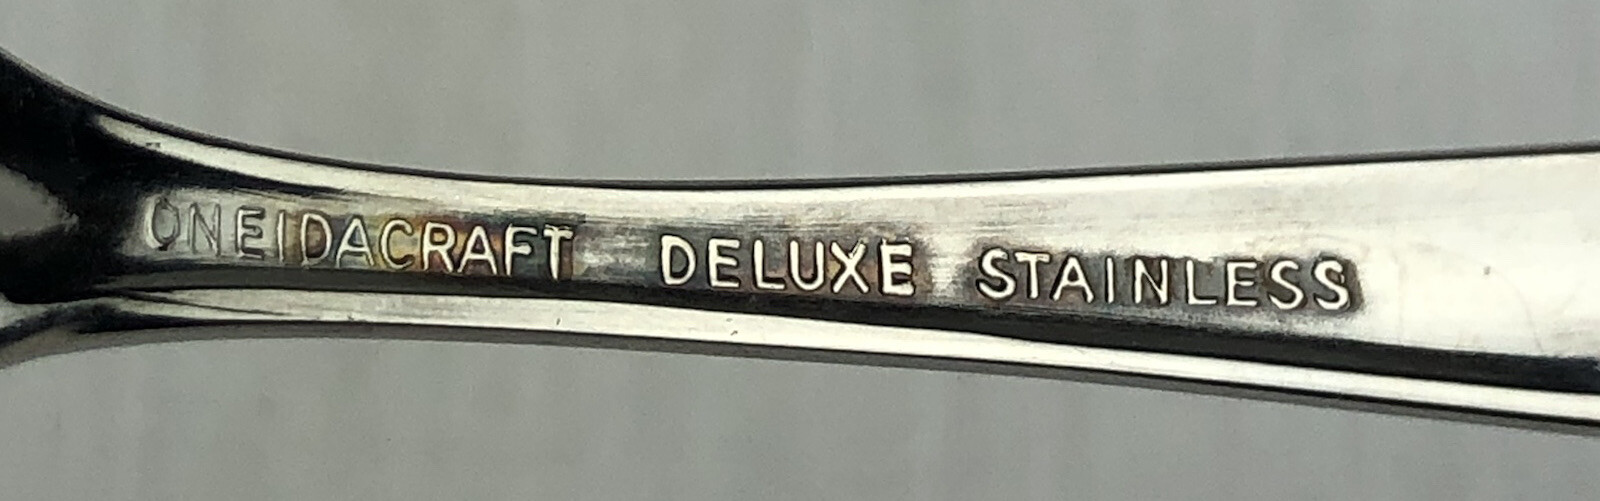 ONEIDACRAFT DELUXE STAINLESS